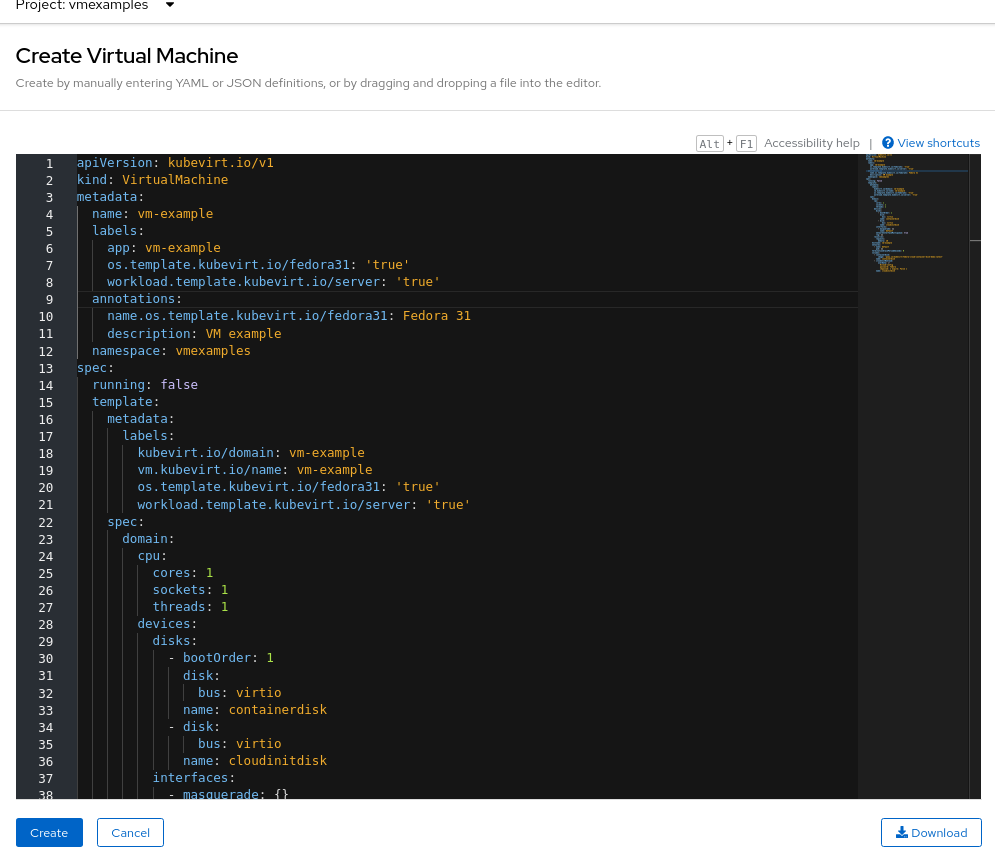 Project: vmexamples
Create Virtual Machine
Create by manually entering YAML or JSON definitions, or by dragging and dropping a file into the editor.
Alt + F1 Accessibility help | View shortcuts
1 apiVersion: kubevirt.io/v1
2 kind: VirtualMachine
3 metadata:
4 name: vm-example
5 labels:
6 app: vm-example
7 os.template.kubevirt.io/fedora31: 'true'
8 workload.template.kubevirt.io/server: 'true'
9 annotations:
10 name.os.template.kubevirt.io/fedora31: Fedora 31
11 description: VM example
12 namespace: vmexamples
13 spec:
14 running: false
15 template:
16 metadata:
17 labels:
18 kubevirt.io/domain: vm-example
19 vm.kubevirt.io/name: vm-example
20 os.template.kubevirt.io/fedora31: 'true'
21 workload.template.kubevirt.io/server: 'true'
22 spec:
23 domain:
24 cpu:
25 cores: 1
26 sockets: 1
27 threads: 1
28 devices:
29 disks:
30 - bootOrder: 1
31 disk:
32 bus: virtio
33 name: containerdisk
34 - disk:
35 bus: virtio
36 name: cloudinitdisk
37 interfaces:
38 - masquerade: {}
Create Cancel Download